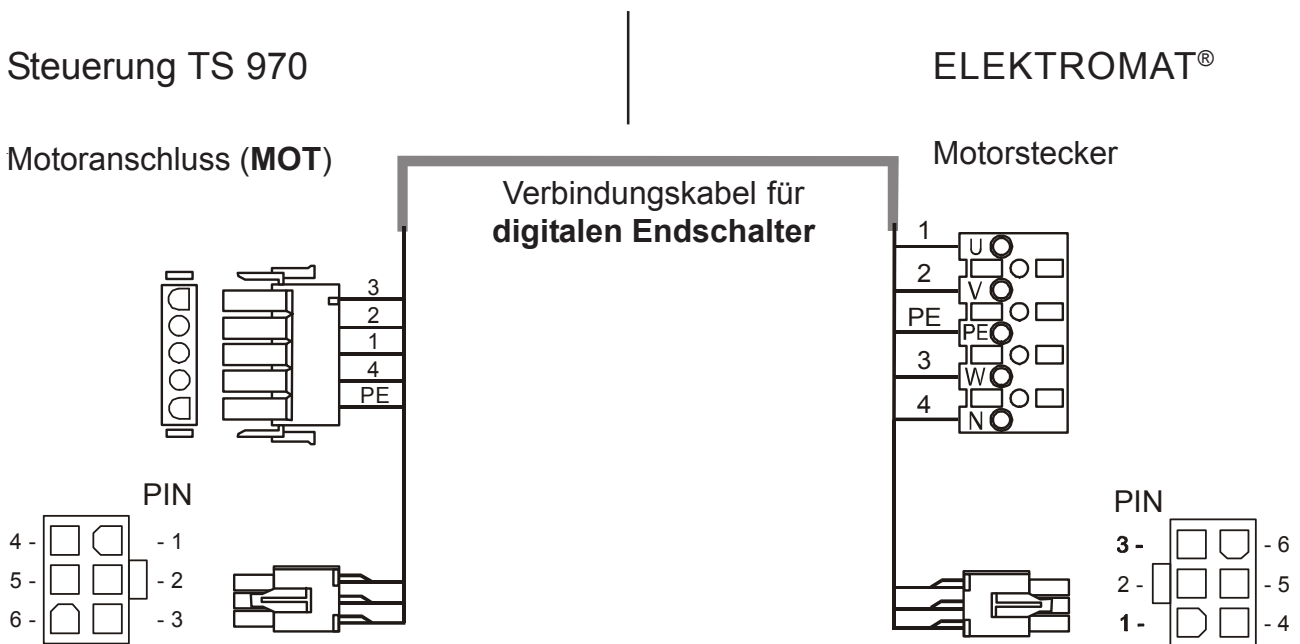 Steuerung TS 970
ELEKTROMAT®
Motoranschluss (MOT)
Motorstecker
Verbindungskabel für
digitalen Endschalter
3
2
1
4
PE
1
2
PE
3
4
U
V
PE
W
N
PIN
4 -
- 1
5 -
- 2
6 -
- 3
PIN
3 -
- 6
2 -
- 5
1 -
- 4